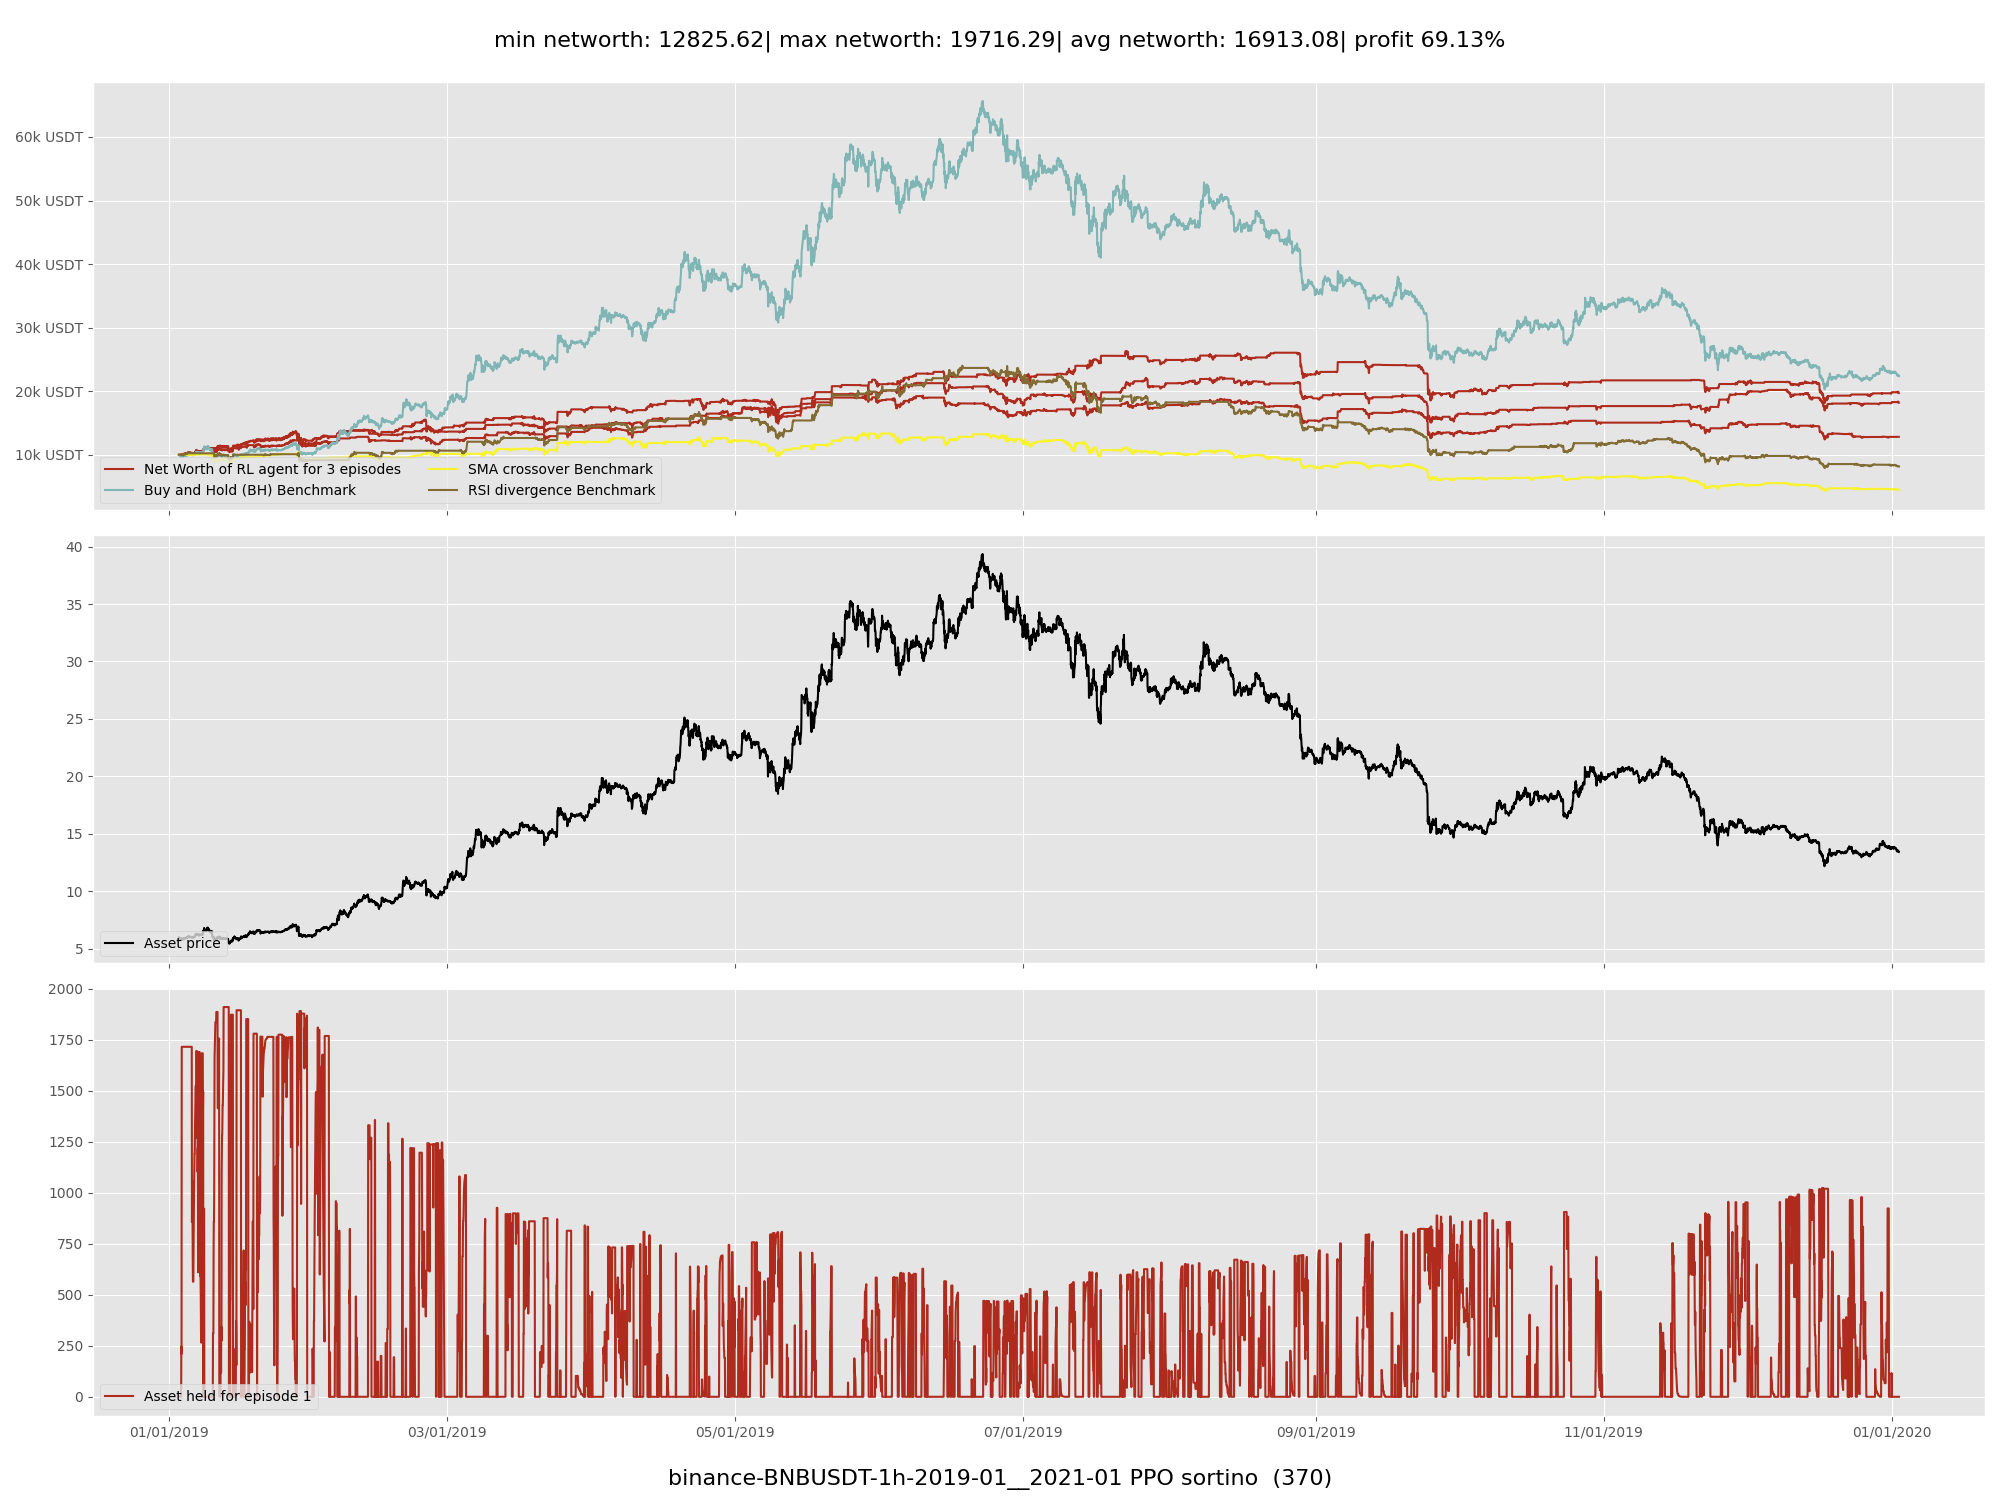 min networth: 12825.62| max networth: 19716.29| avg networth: 16913.08| profit 69.13%
60k USDT
50k USDT
40k USDT
30k USDT
20k USDT
10k USDT
Net Worth of RL agent for 3 episodes
Buy and Hold (BH) Benchmark
SMA crossover Benchmark
RSI divergence Benchmark
40
35
30
25
20
15
10
5
Asset price
2000
1750
1500
1250
1000
750
500
250
0
Asset held for episode 1
01/01/2019 03/01/2019 05/01/2019 07/01/2019 09/01/2019 11/01/2019 01/01/2020
binance-BNBUSDT-1h-2019-01__2021-01 PPO sortino (370)